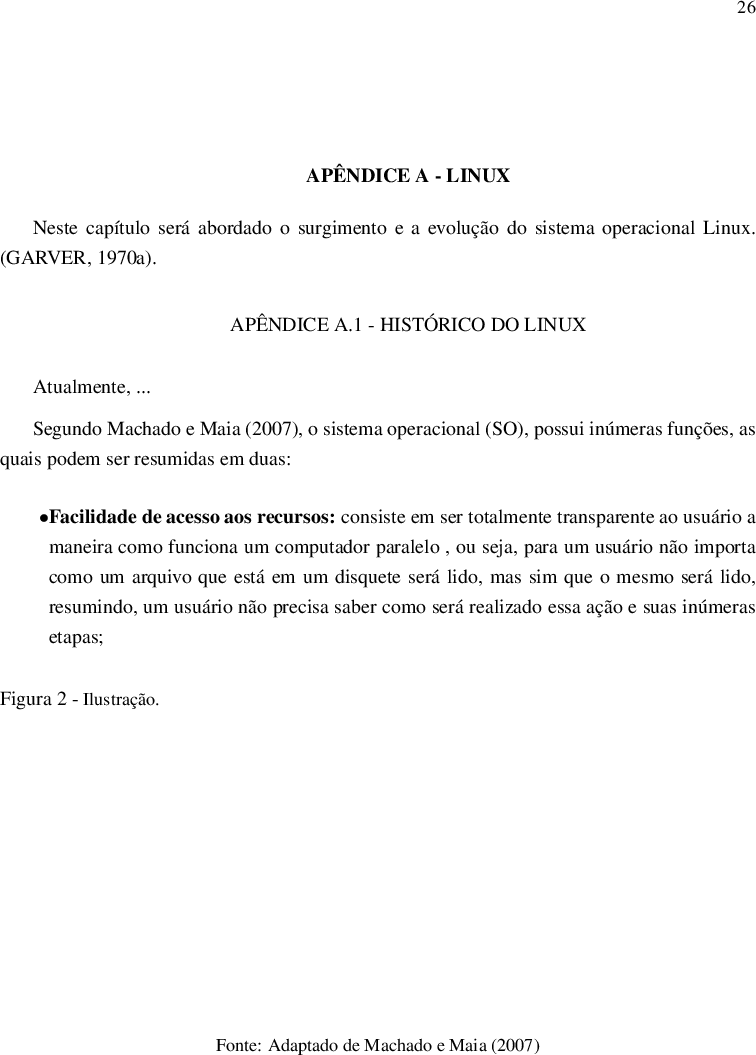 26
APÊNDICE A - LINUX
Neste capítulo será abordado o surgimento e a evolução do sistema operacional Linux.
(GARVER, 1970a).
APÊNDICE A.1 - HISTÓRICO DO LINUX
Atualmente, ...
Segundo Machado e Maia (2007), o sistema operacional (SO), possui inúmeras funções, as
quais podem ser resumidas em duas:
•Facilidade de acesso aos recursos: consiste em ser totalmente transparente ao usuário a
maneira como funciona um computador paralelo , ou seja, para um usuário não importa
como um arquivo que está em um disquete será lido, mas sim que o mesmo será lido,
resumindo, um usuário não precisa saber como será realizado essa ação e suas inúmeras
etapas;
Figura 2 - Ilustração.
Fonte: Adaptado de Machado e Maia (2007)